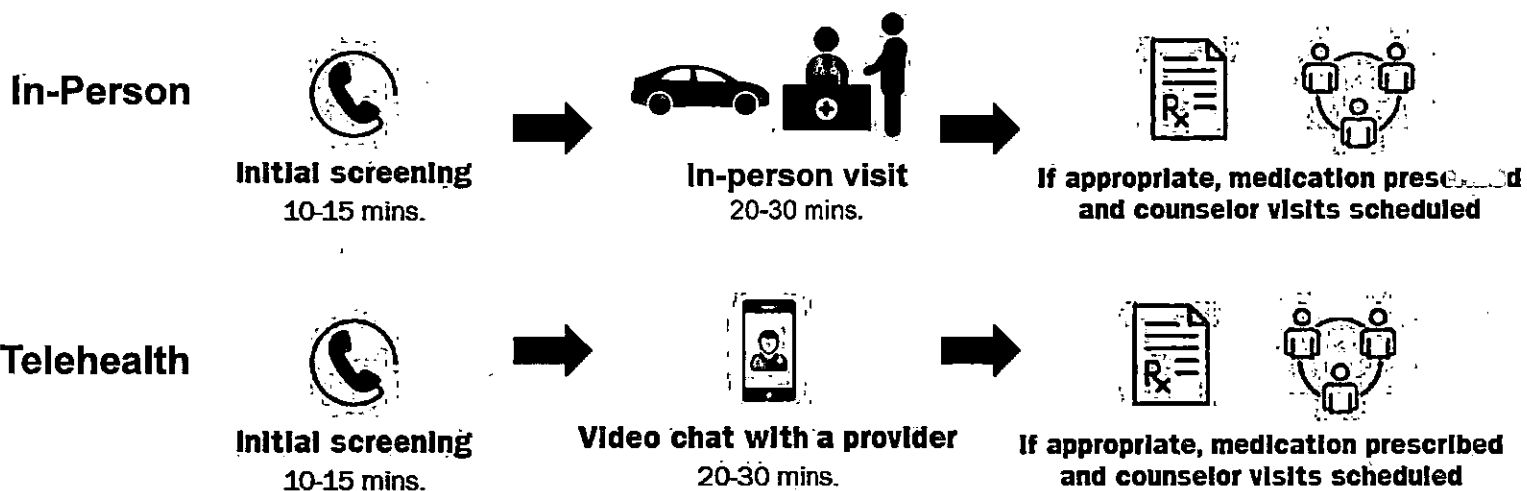 In-Person
Initial screening
10-15 mins.
In-person visit
20-30 mins.
If appropriate, medication
and counselor visits scheduled
Telehealth
Initial screening
10-15 mins.
Video chat with a provider
20-30 mins.
If appropriate, medication prescribed
and counselor visits scheduled
Rx
Rx